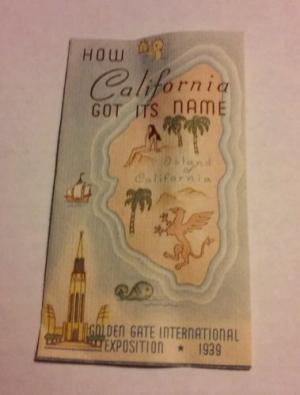 HOW
California
GOT ITS NAME
Island
of
California
GOLDEN GATE INTERNATIONAL
EXPOSITION ★ 1939